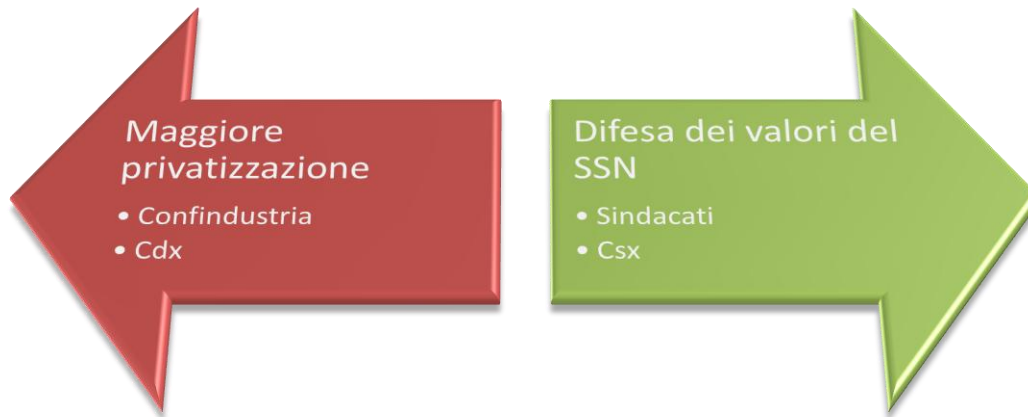 Maggiore
privatizzazione
• Confindustria
• Cdx
Difesa dei valori del
SSN
• Sindacati
• Csx